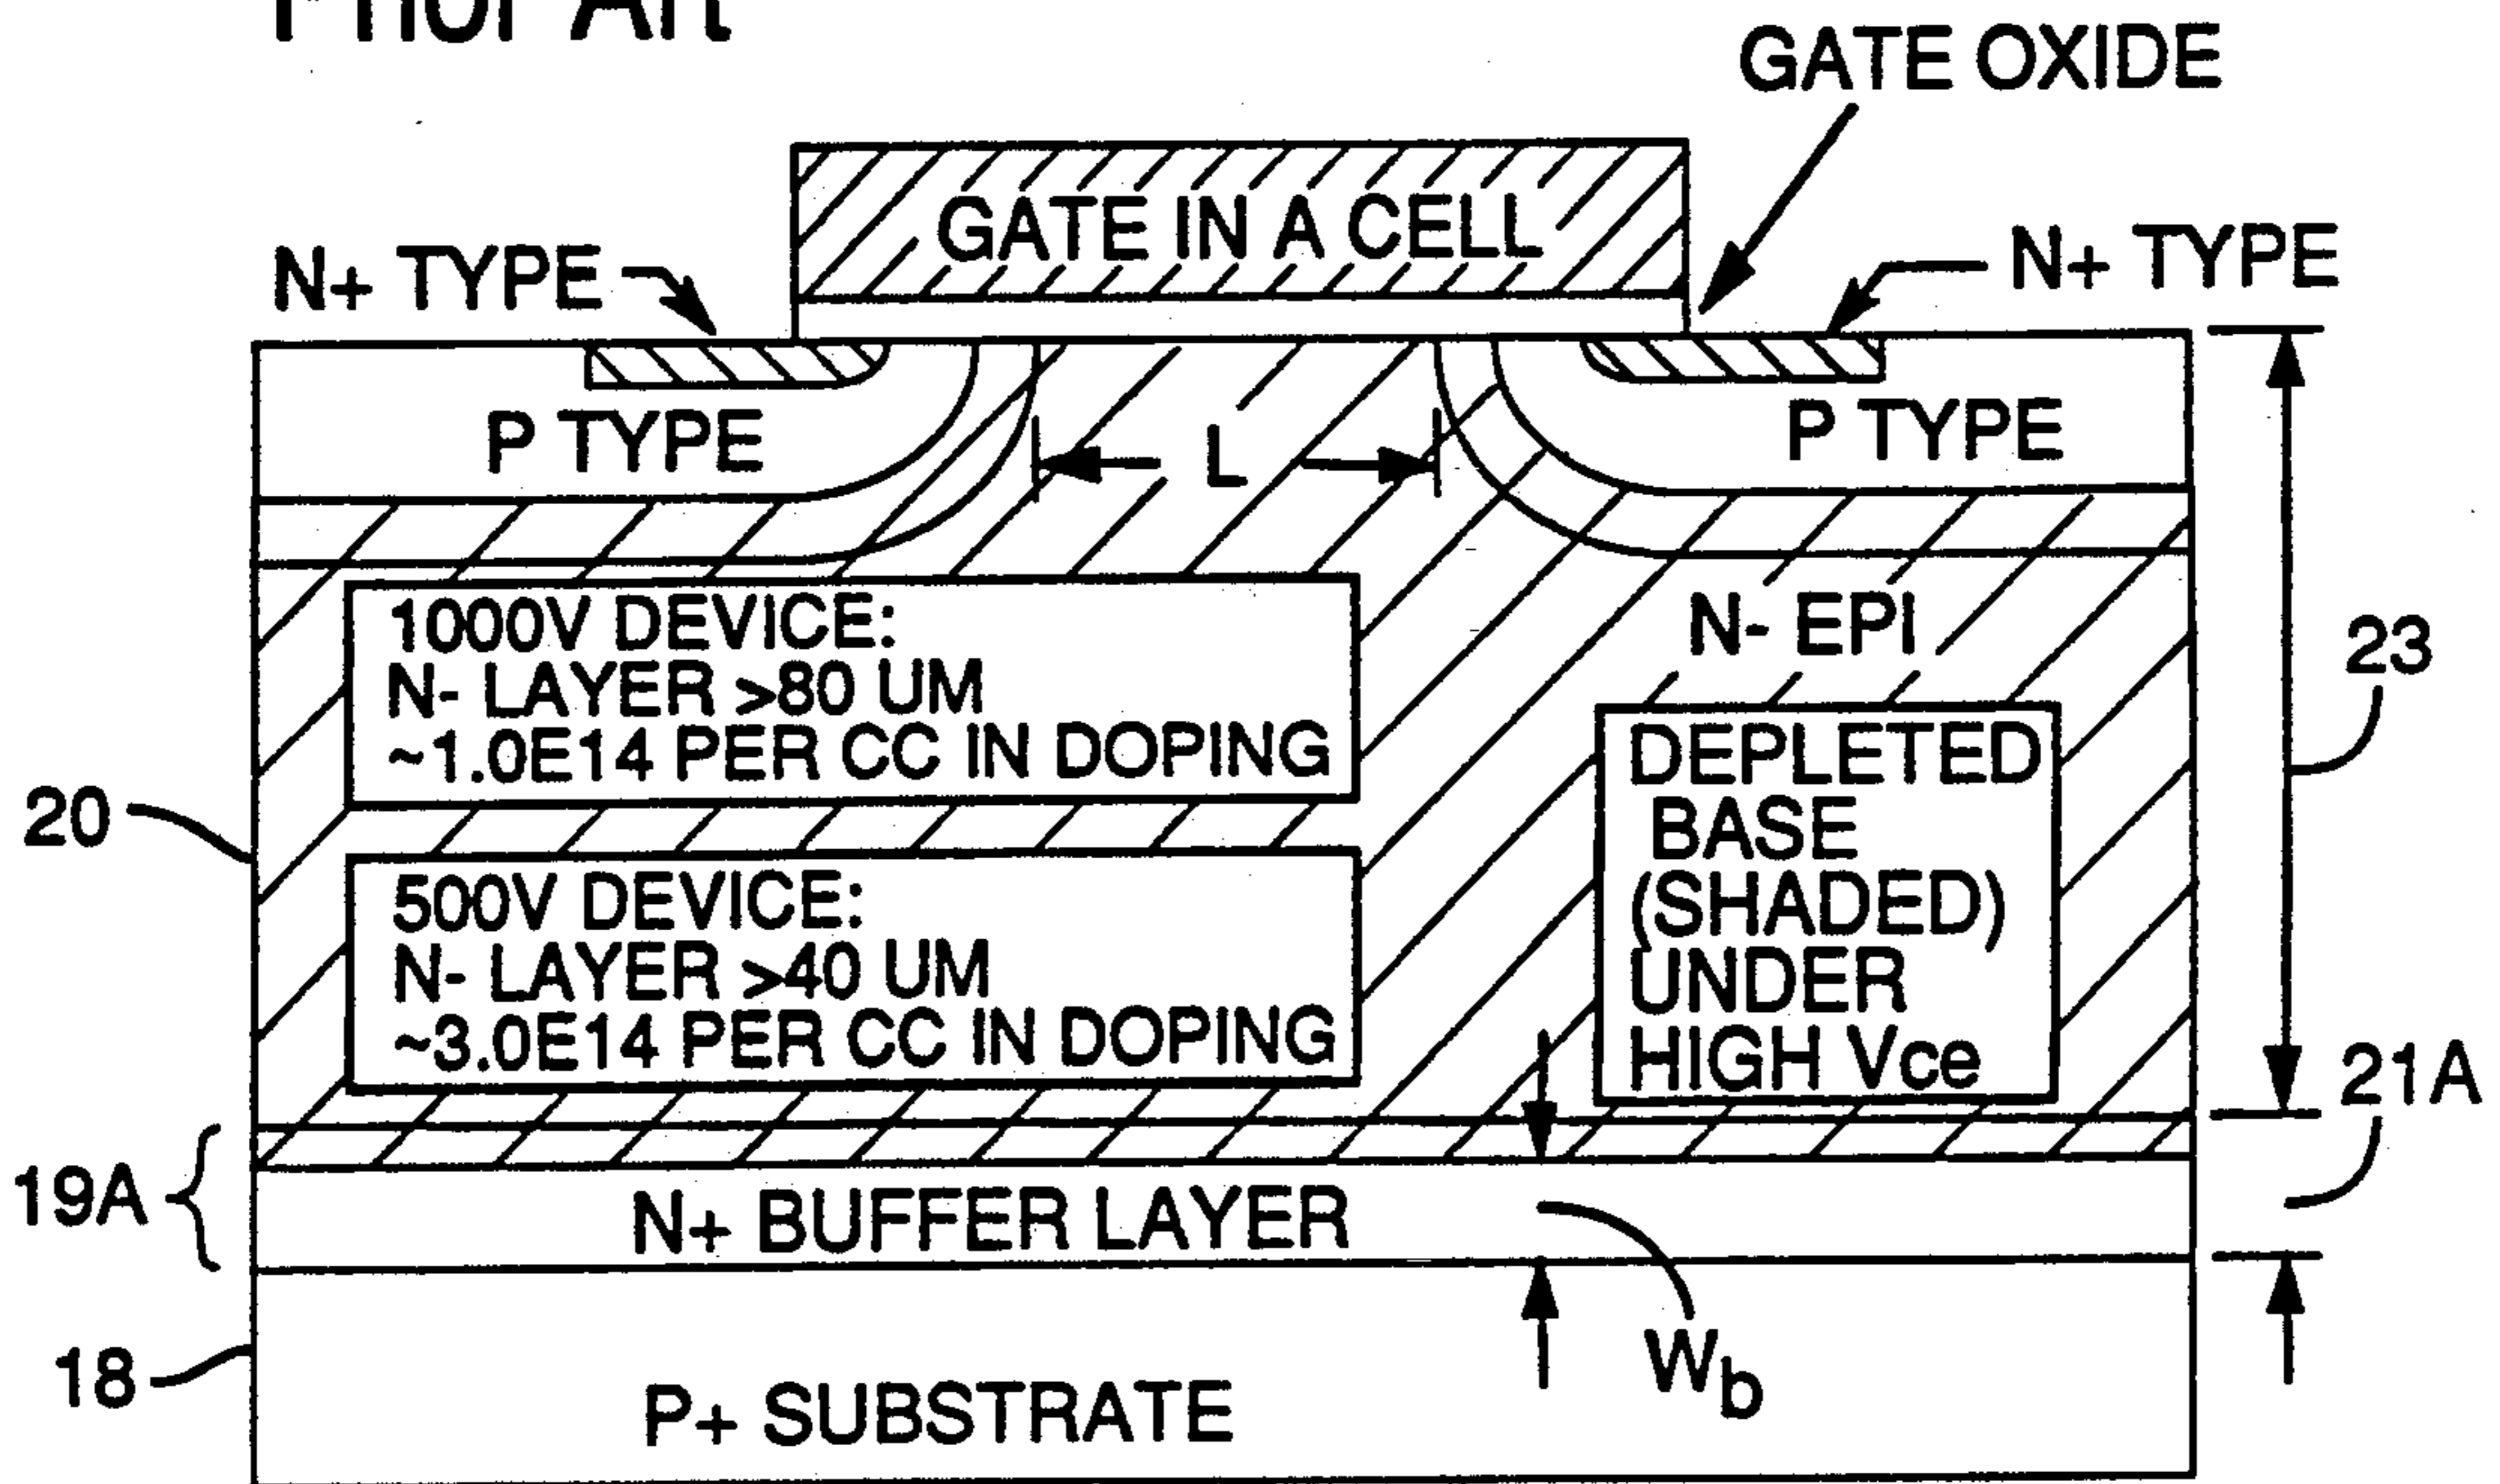 Prior Art
GATE OXIDE
GATE IN A CELL
N+ TYPE
N+ TYPE
P TYPE
L
P TYPE
1000V DEVICE:
N- LAYER >80 UM
~1.0E14 PER CC IN DOPING
N- EPI
23
20
500V DEVICE:
N- LAYER >40 UM
~3.0E14 PER CC IN DOPING
DEPLETED
BASE
(SHADED)
UNDER
HIGH Vce
21A
19A
N+ BUFFER LAYER
18
Wb
P+ SUBSTRATE